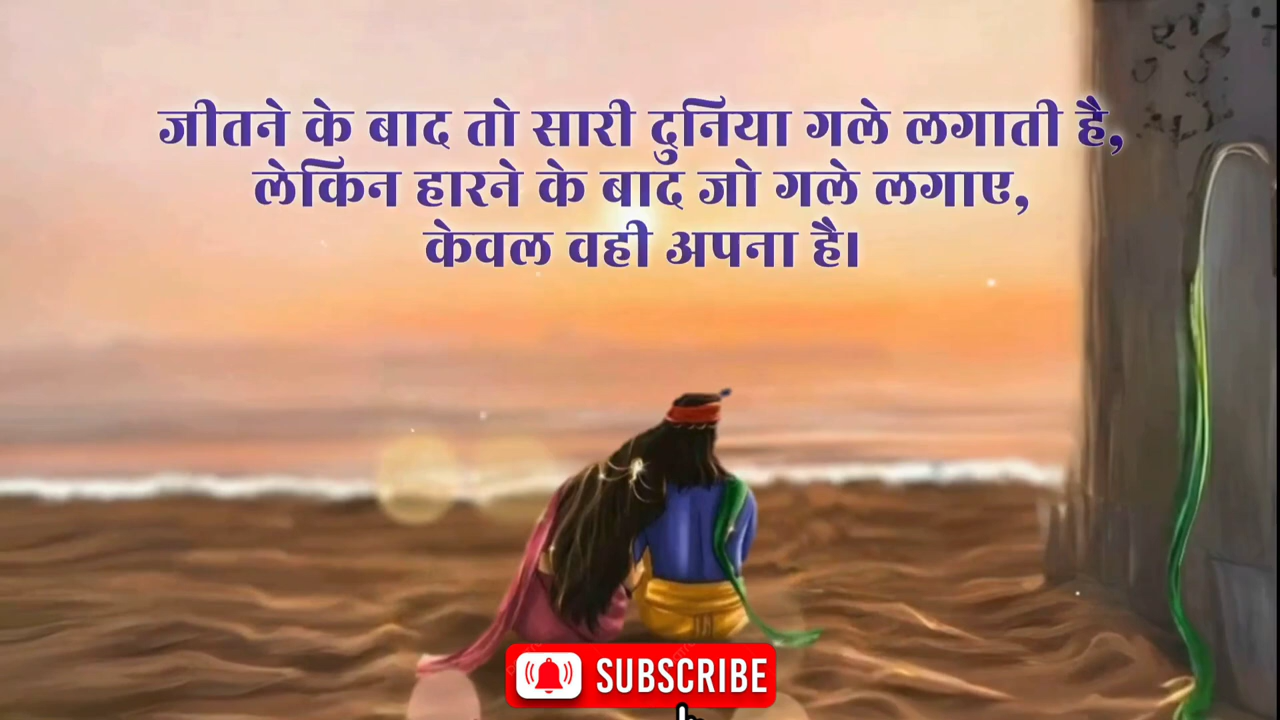 जीतने के बाद तो सारी दुनिया गले लगाती है,
लेकिन हारने के बाद जो गले लगाए,
केवल वही अपना है।
SUBSCRIBE